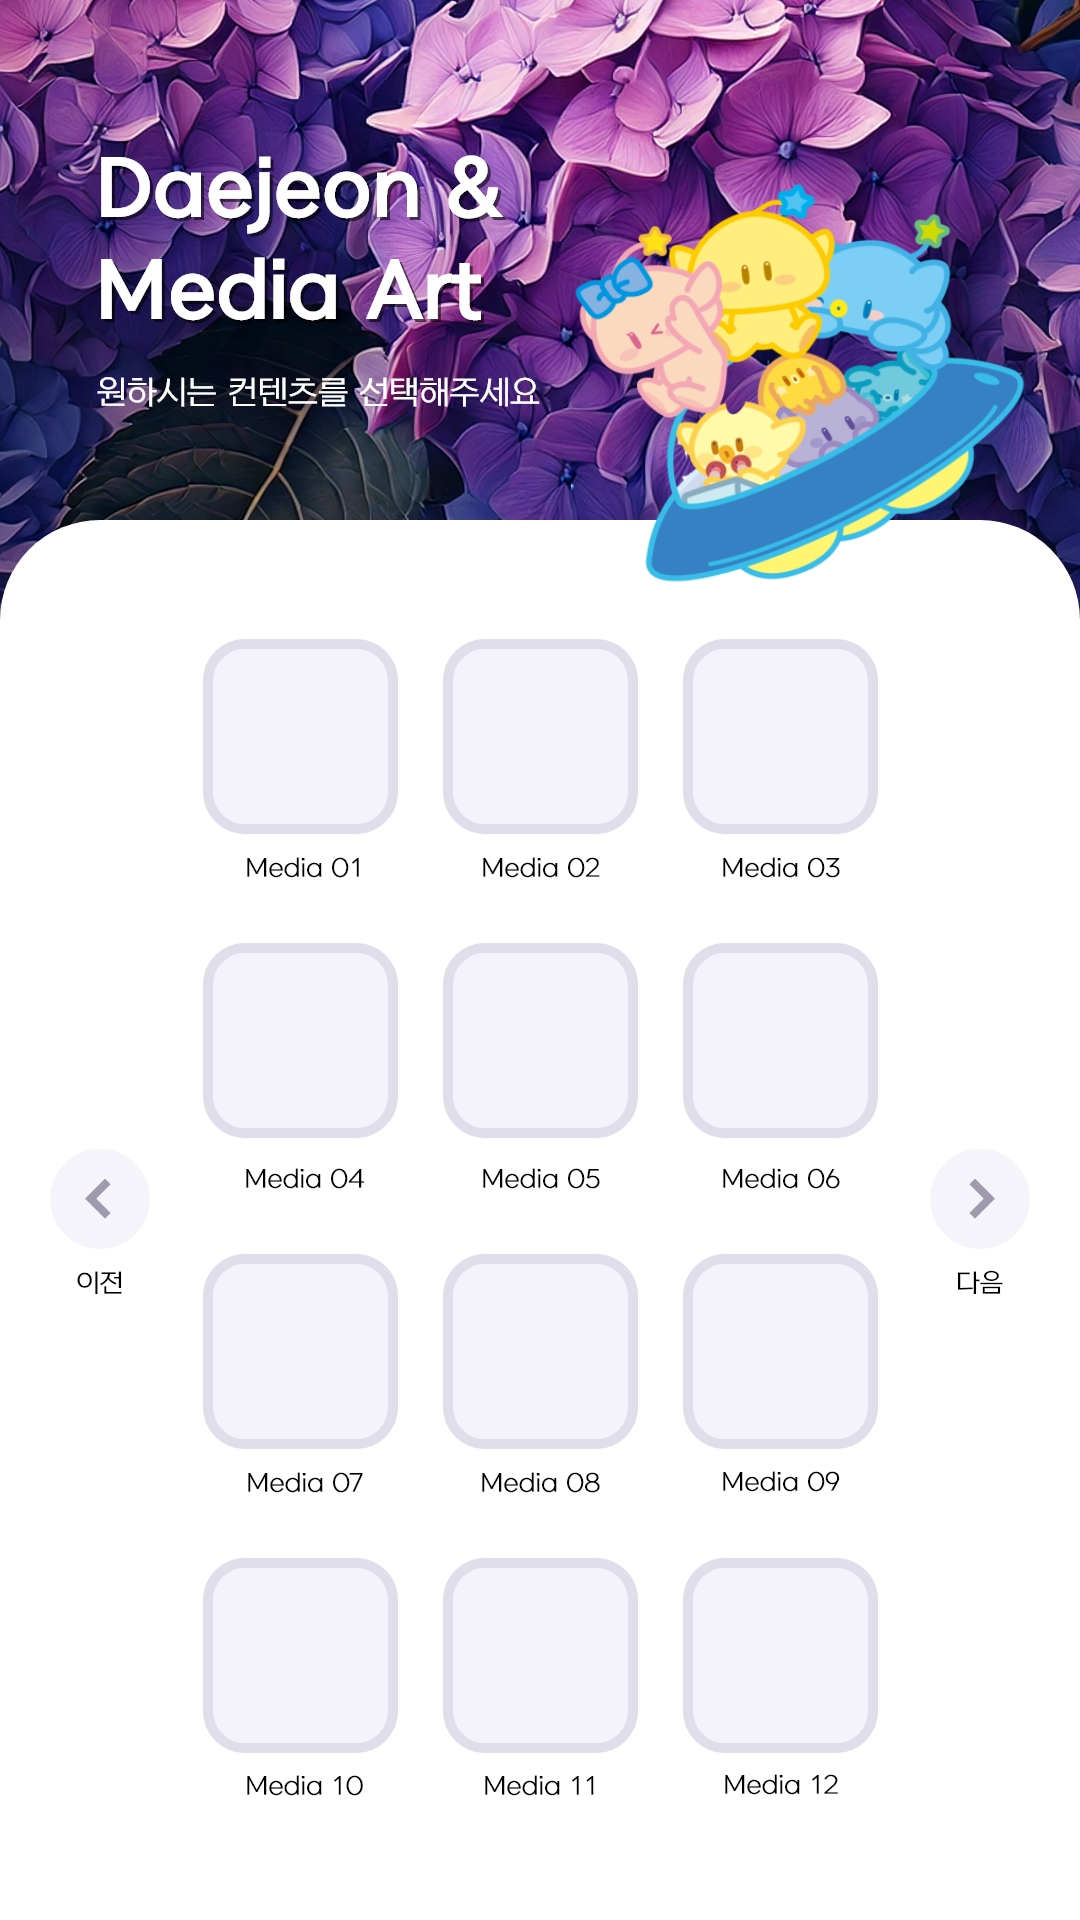 Daejeon &
Media Art
원하시는 컨텐츠를 선택해주세요
Media 01
Media 02
Media 03
Media 04
Media 05
Media 06
이전
다음
Media 07
Media 08
Media 09
Media 10
Media 11
Media 12